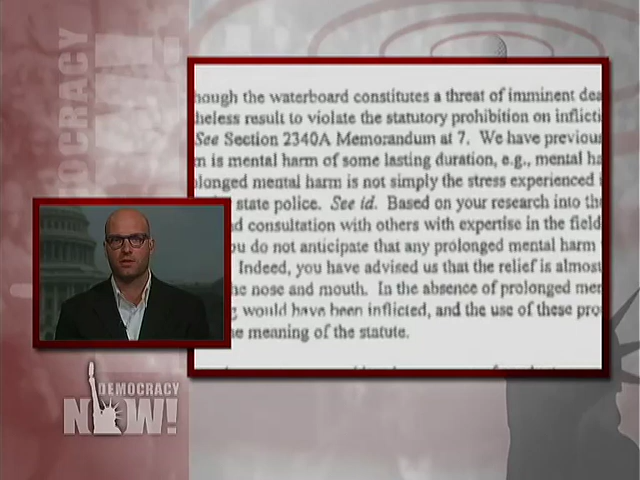 DEMOCRACY
NOW!
hough the waterboard constitutes a threat of imminent dea
heless result to violate the statutory prohibition on inflicti
See Section 2340A Memorandum at 7. We have previous
n is mental harm of some lasting duration, e.g., mental ha
longed mental harm is not simply the stress experienced
state police. See id. Based on your research into the
d consultation with others with expertise in the field
ou do not anticipate that any prolonged mental harm
Indeed, you have advised us that the relief is almost
he nose and mouth. In the absence of prolonged men
would have been inflicted, and the use of these pro
he meaning of the statute.
DEMOCRACY
NOW!